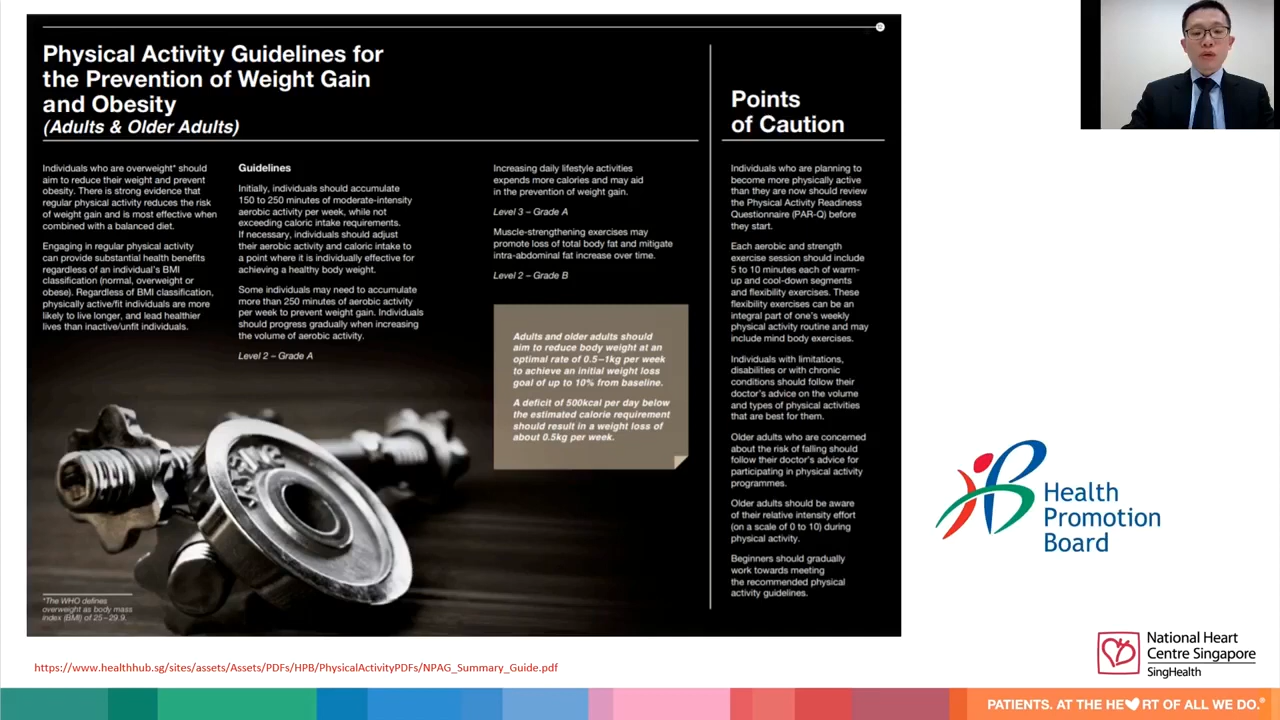 Physical Activity Guidelines for
the Prevention of Weight Gain
and Obesity
(Adults & Older Adults)
Individuals who are overweight* should
aim to reduce their weight and prevent
obesity. There is strong evidence that
regular physical activity reduces the risk
of weight gain and is most effective when
combined with a balanced diet.
Engaging in regular physical activity
can provide substantial health benefits
regardless of an individual's BMI
classification (normal, overweight or
obese). Regardless of BMI classification,
physically active/fit individuals are more
likely to live longer, and lead healthier
lives than inactive/unfit individuals.
*The WHO defines
overweight as body mass
index (BMI) of 25–29.9.
Guidelines
Initially, individuals should accumulate
150 to 250 minutes of moderate-intensity
aerobic activity per week, while not
exceeding caloric intake requirements.
If necessary, individuals should adjust
their aerobic activity and caloric intake to
a point where it is individually effective for
achieving a healthy body weight.
Some individuals may need to accumulate
more than 250 minutes of aerobic activity
per week to prevent weight gain. Individuals
should progress gradually when increasing
the volume of aerobic activity.
Level 2 – Grade A
Increasing daily lifestyle activities
expends more calories and may aid
in the prevention of weight gain.
Level 3 – Grade A
Muscle-strengthening exercises may
promote loss of total body fat and mitigate
intra-abdominal fat increase over time.
Level 2 – Grade B
Adults and older adults should
aim to reduce body weight at an
optimal rate of 0.5–1kg per week
to achieve an initial weight loss
goal of up to 10% from baseline.
A deficit of 500kcal per day below
the estimated calorie requirement
should result in a weight loss of
about 0.5kg per week.
Points
of Caution
Individuals who are planning to
become more physically active
than they are now should review
the Physical Activity Readiness
Questionnaire (PAR-Q) before
they start.
Each aerobic and strength
exercise session should include
5 to 10 minutes each of warm-
up and cool-down segments
and flexibility exercises. These
flexibility exercises can be an
integral part of one's weekly
physical activity routine and may
include mind body exercises.
Individuals with limitations,
disabilities or with chronic
conditions should follow their
doctor's advice on the volume
and types of physical activities
that are best for them.
Older adults who are concerned
about the risk of falling should
follow their doctor's advice for
participating in physical activity
programmes.
Older adults should be aware
of their relative intensity effort
(on a scale of 0 to 10) during
physical activity.
Beginners should gradually
work towards meeting
the recommended physical
activity guidelines.
Health
Promotion
Board
https://www.healthhub.sg/sites/assets/Assets/PDFs/HPB/PhysicalActivityPDFs/NPAG_Summary_Guide.pdf
National Heart
Centre Singapore
SingHealth
PATIENTS. AT THE HE RT OF ALL WE DO.®